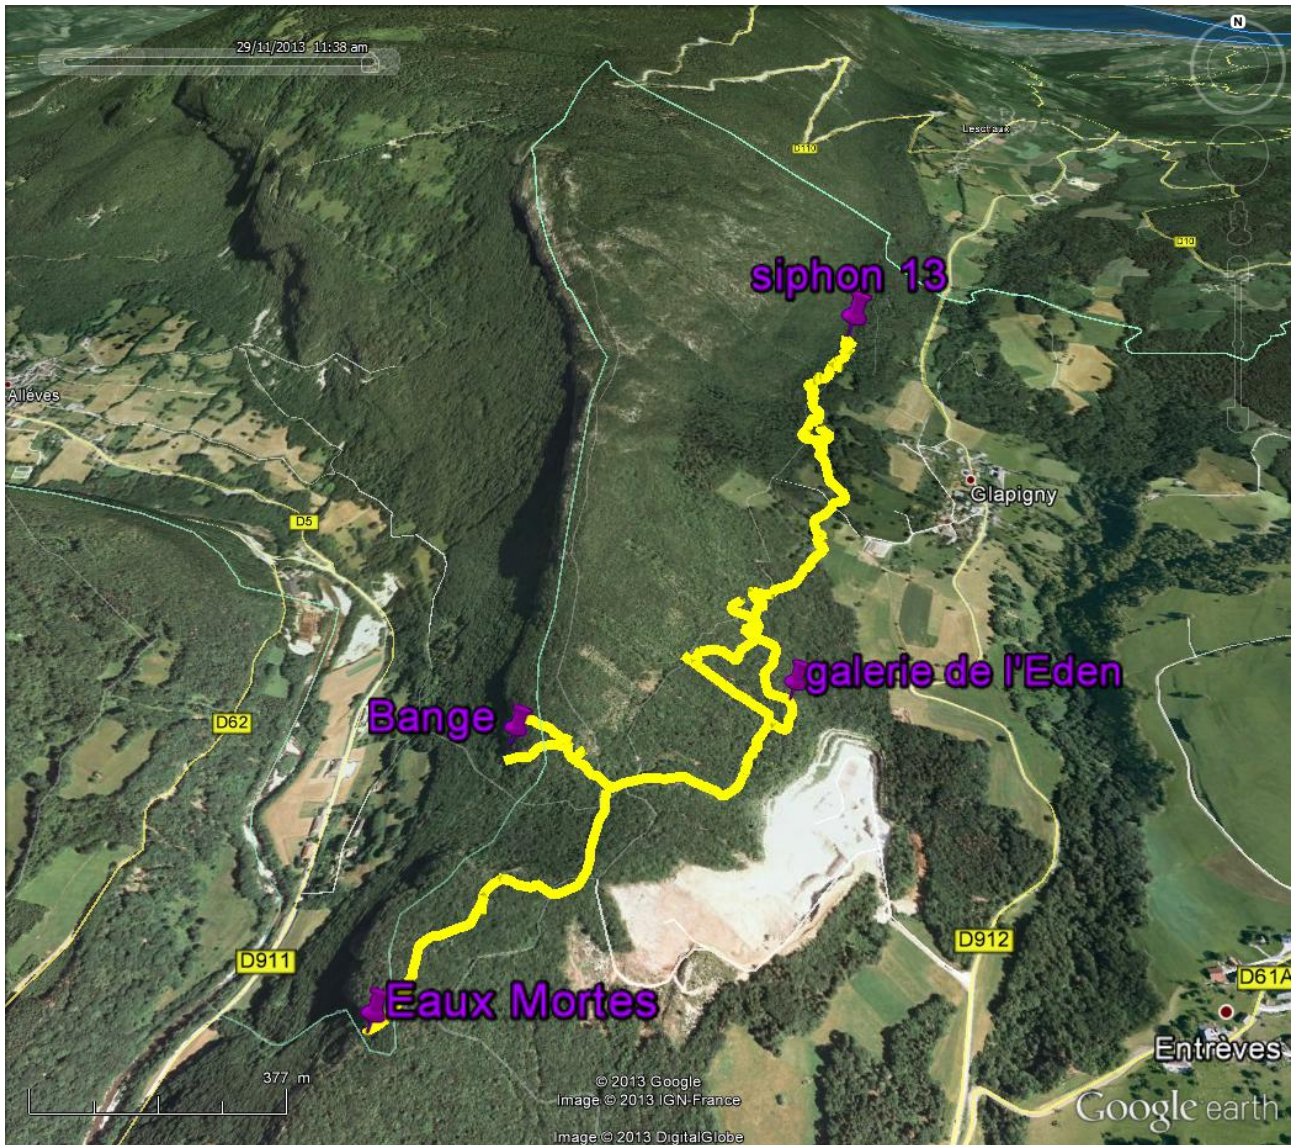 29/11/2013 11:38 am
N
Leschaux
D110
D10
siphon 13
Allèves
Glapigny
D5
galerie de l'Eden
Bange
D62
D912
D911
D61A
Eaux Mortes
Entrèves
377 m
© 2013 Google
Image © 2013 IGN-France
Google earth
Image © 2013 DigitalGlobe